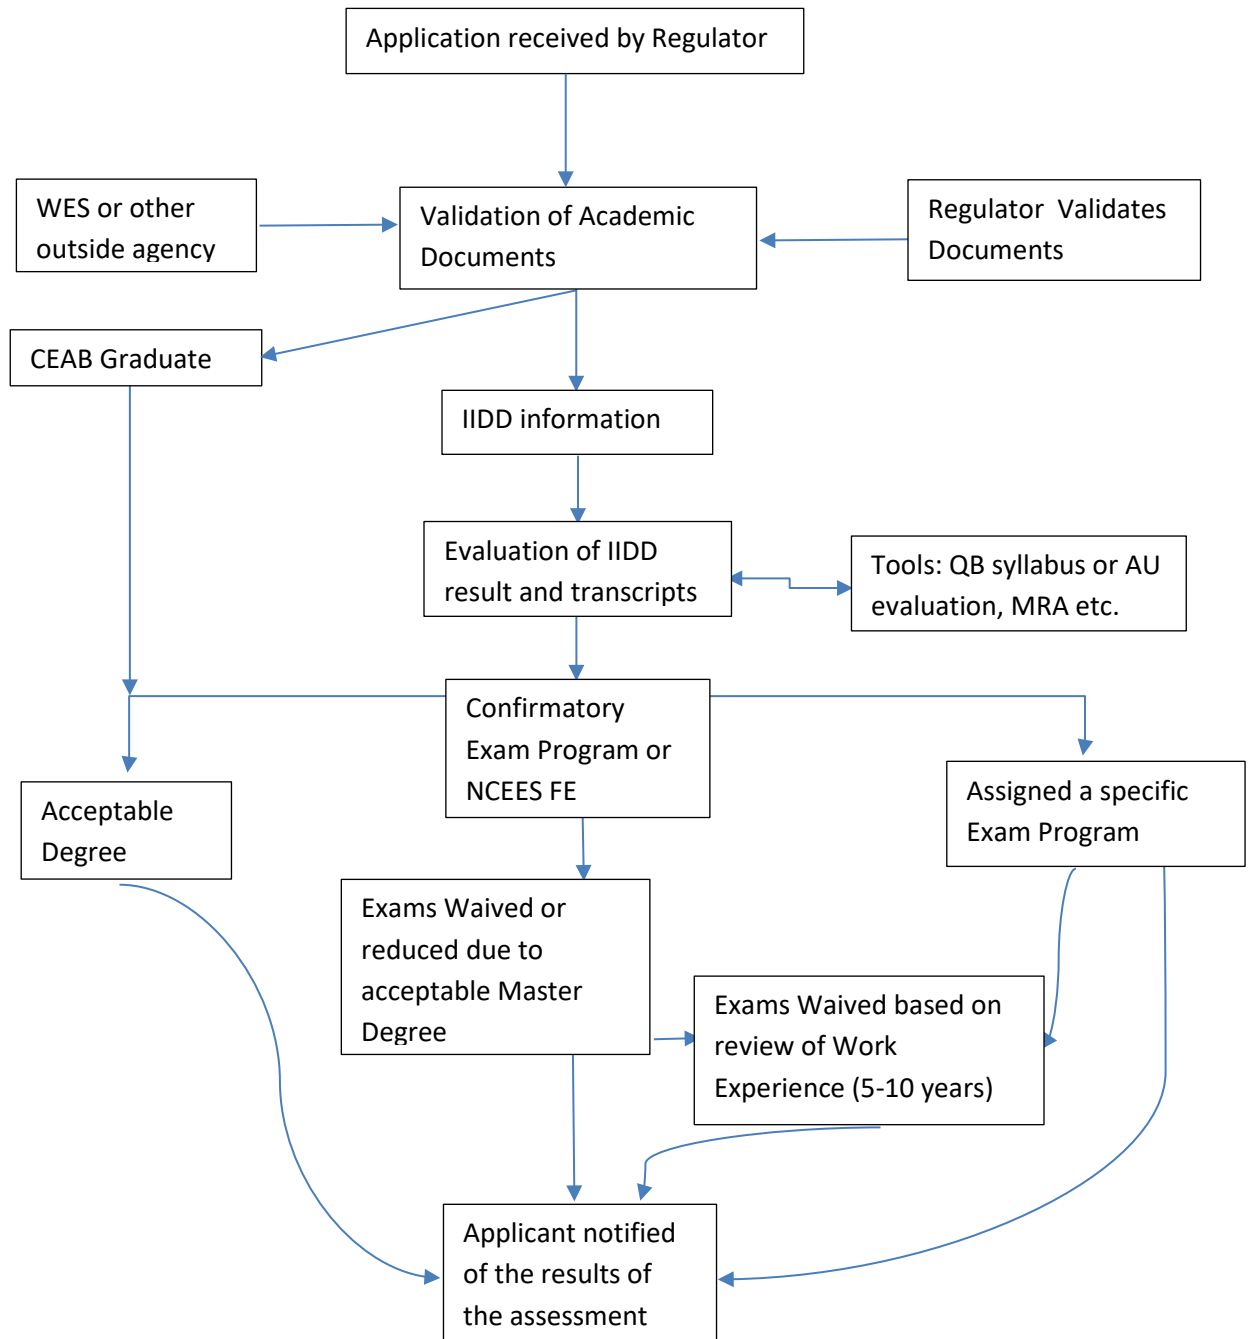 Application received by Regulator
WES or other
outside agency
Validation of Academic
Documents
Regulator Validates
Documents
CEAB Graduate
IIDD information
Evaluation of IIDD
result and transcripts
Tools: QB syllabus or AU
evaluation, MRA etc.
Confirmatory
Exam Program or
NCEES FE
Acceptable
Degree
Assigned a specific
Exam Program
Exams Waived or
reduced due to
acceptable Master
Degree
Exams Waived based on
review of Work
Experience (5-10 years)
Applicant notified
of the results of
the assessment